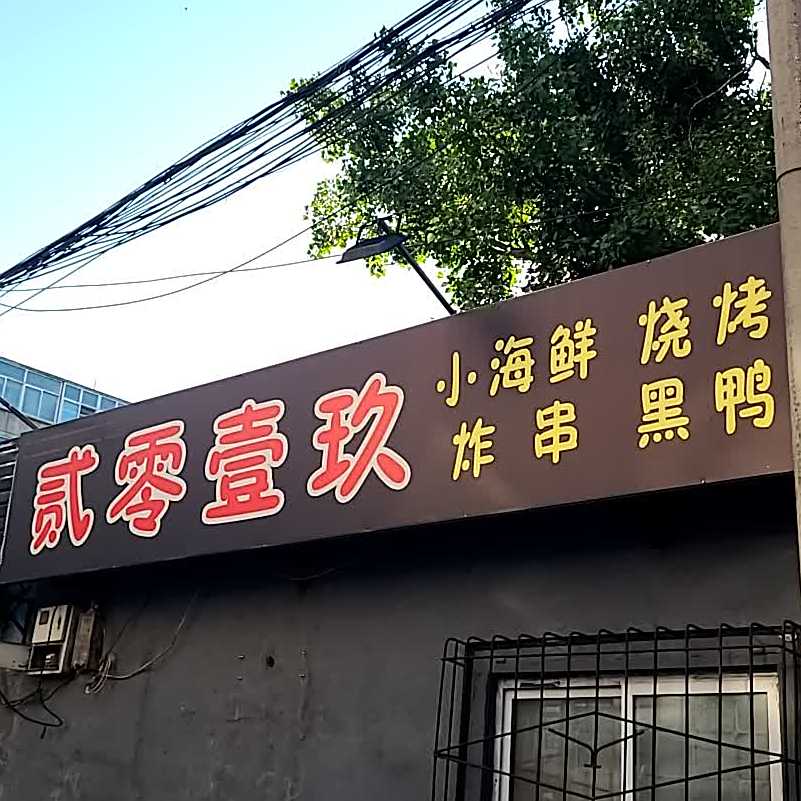 贰零壹玖
小海鲜 烧烤
炸串 黑鸭